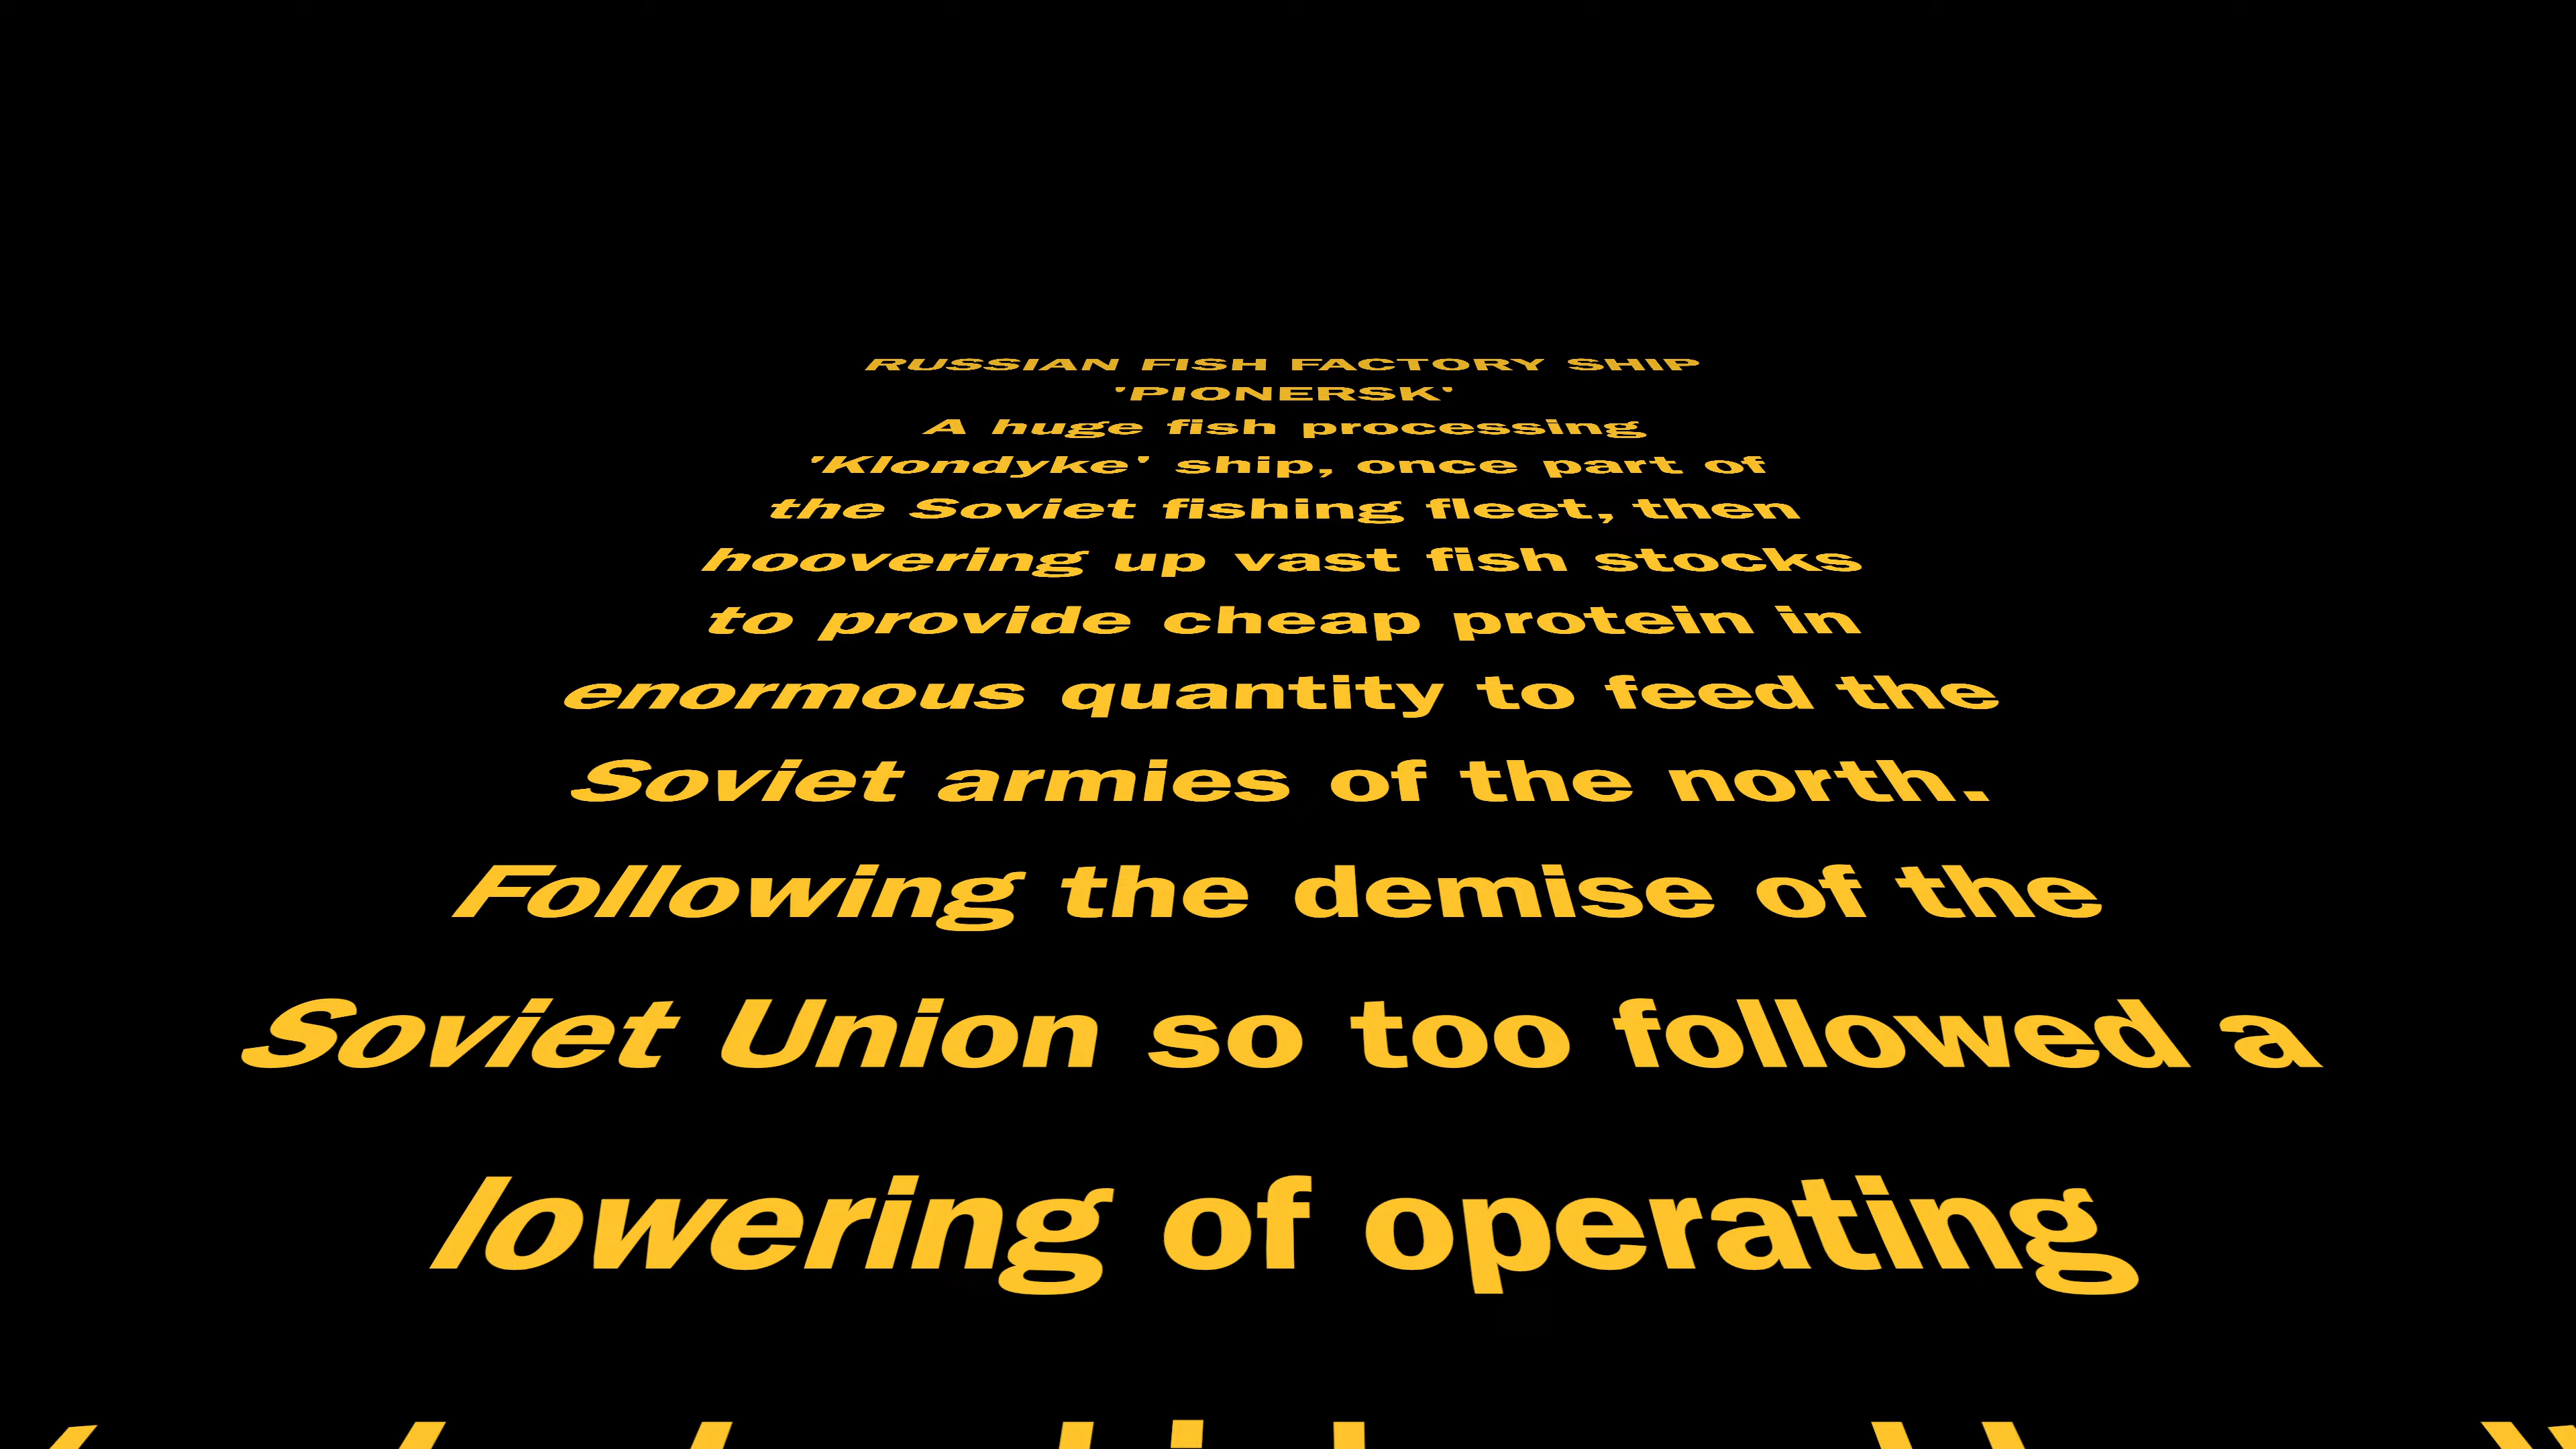 RUSSIAN FISH FACTORY SHIP
'PIONERSK'
A huge fish processing
'Klondyke' ship, once part of
the Soviet fishing fleet, then
hoovering up vast fish stocks
to provide cheap protein in
enormous quantity to feed the
Soviet armies of the north.
Following the demise of the
Soviet Union so too followed a
lowering of operating